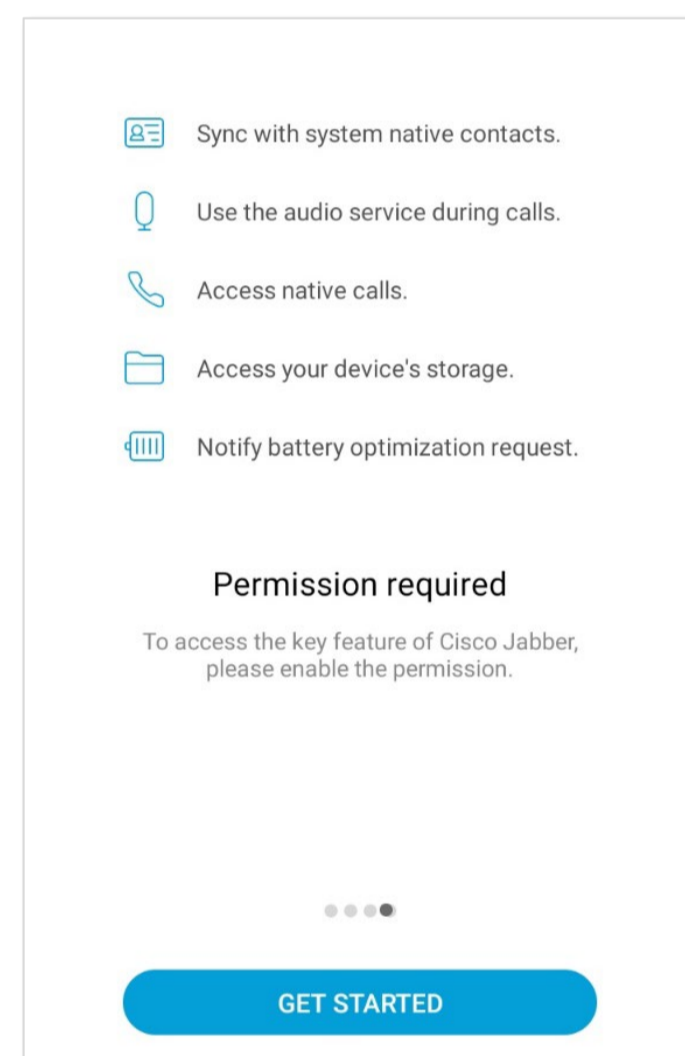 Sync with system native contacts.
Use the audio service during calls.
Access native calls.
Access your device's storage.
Notify battery optimization request.
Permission required
To access the key feature of Cisco Jabber,
please enable the permission.
GET STARTED